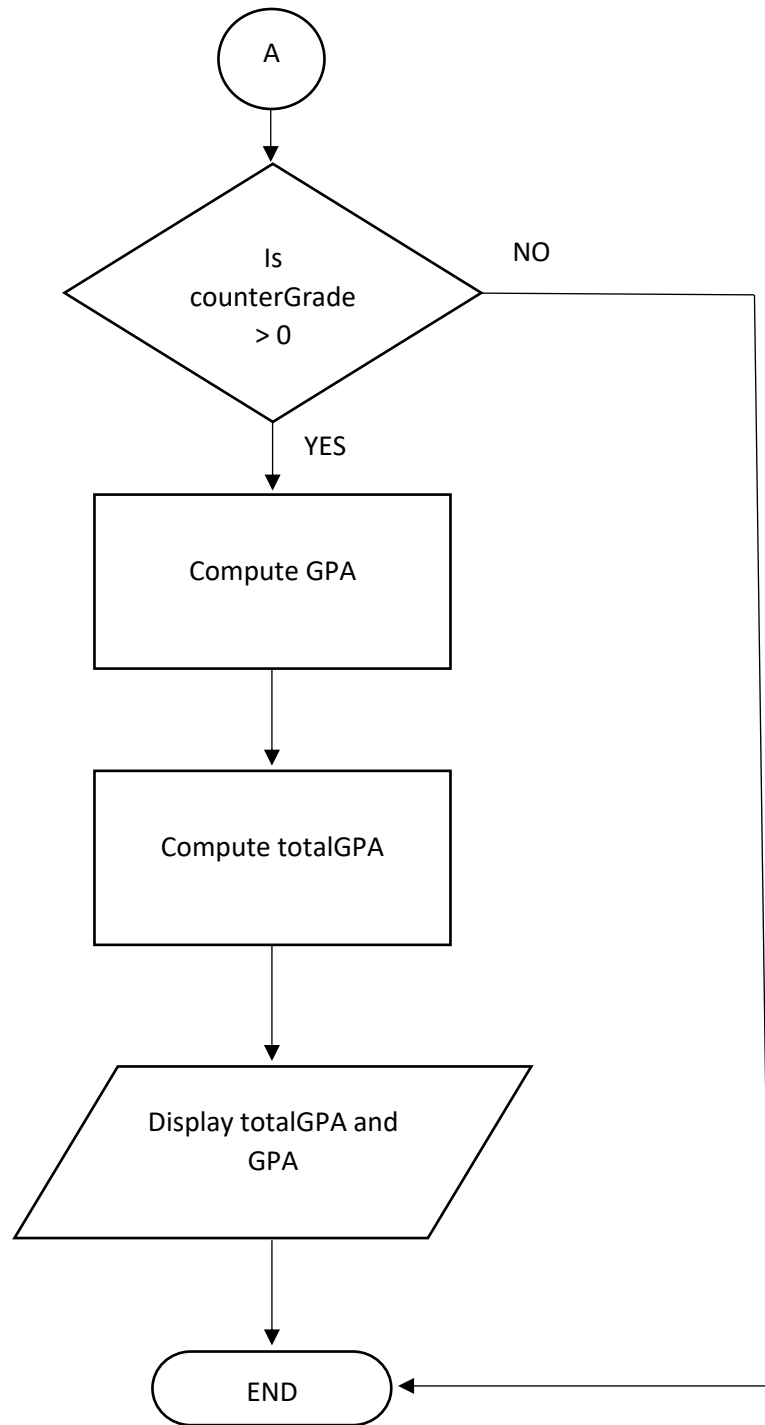 A
Is
counterGrade
> 0
NO
YES
Compute GPA
Compute totalGPA
Display totalGPA and
GPA
END